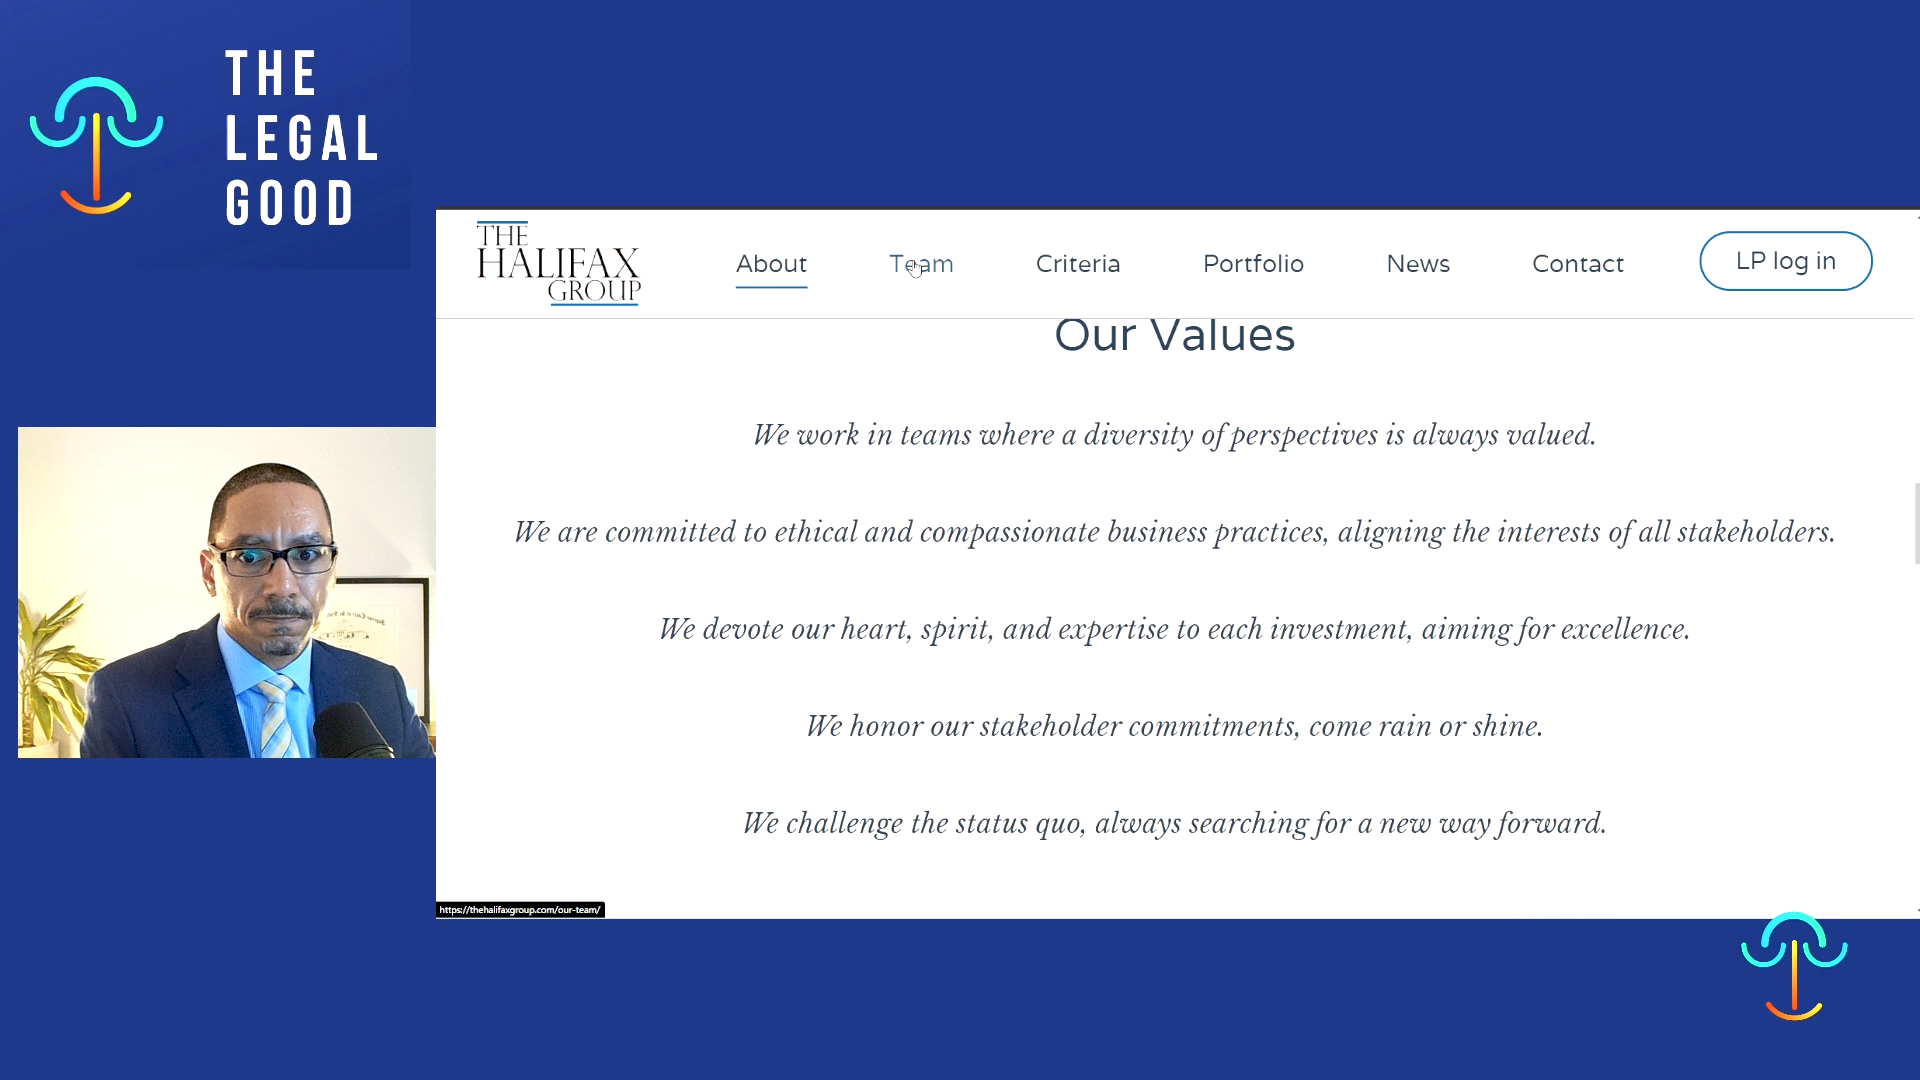 THE
LEGAL
GOOD
THE
HALIFAX
GROUP
About
Team
Criteria
Portfolio
News
Contact
LP log in
Our Values
We work in teams where a diversity of perspectives is always valued.
We are committed to ethical and compassionate business practices, aligning the interests of all stakeholders.
We devote our heart, spirit, and expertise to each investment, aiming for excellence.
We honor our stakeholder commitments, come rain or shine.
We challenge the status quo, always searching for a new way forward.
https://thehalifaxgroup.com/our-team/